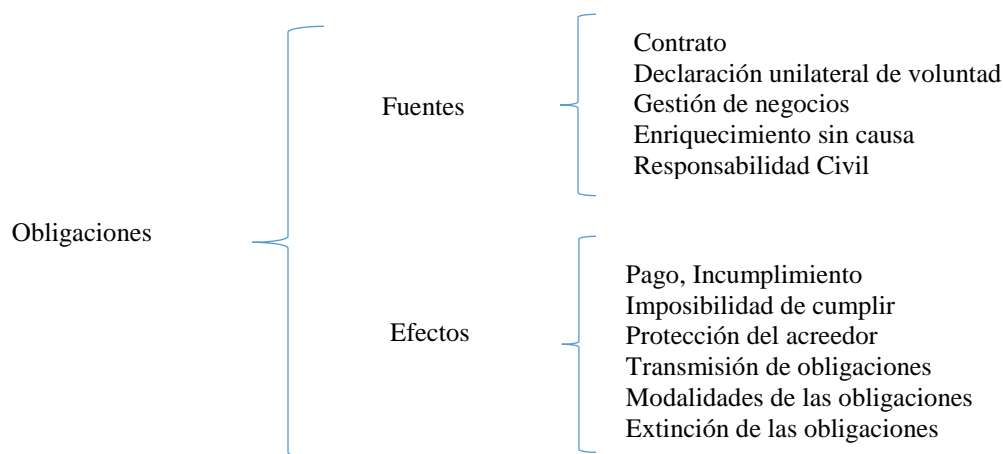 Obligaciones
Fuentes
Contrato
Declaración unilateral de voluntad
Gestión de negocios
Enriquecimiento sin causa
Responsabilidad Civil
Efectos
Pago, Incumplimiento
Imposibilidad de cumplir
Protección del acreedor
Transmisión de obligaciones
Modalidades de las obligaciones
Extinción de las obligaciones